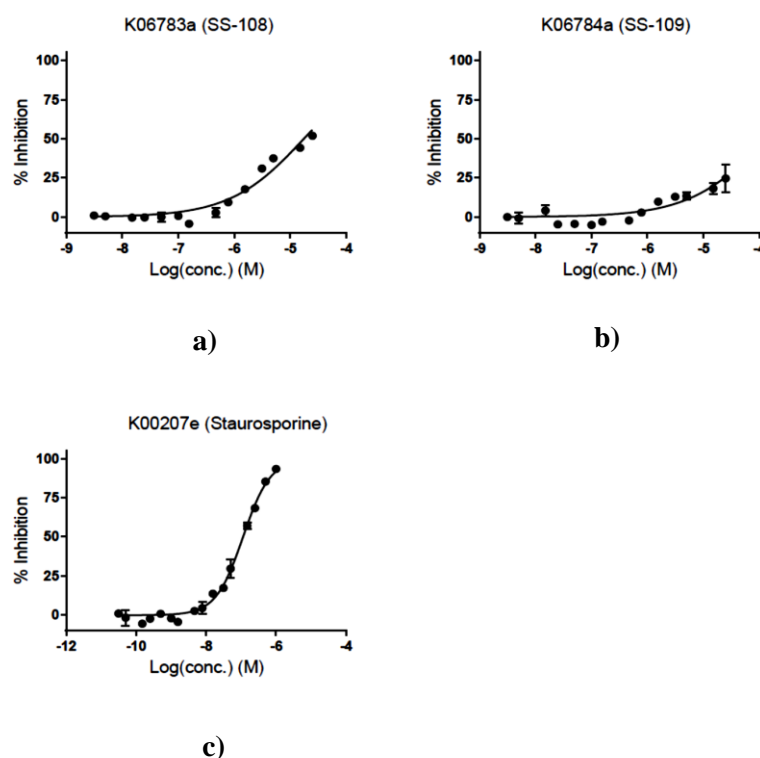 K06783a (SS-108)
% Inhibition
100
75
50
25
0
-9 -8 -7 -6 -5 -4
Log(conc.) (M)
a)
K06784a (SS-109)
% Inhibition
100
75
50
25
0
-9 -8 -7 -6 -5 -4
Log(conc.) (M)
b)
K00207e (Staurosporine)
% Inhibition
100
75
50
25
0
-12 -10 -8 -6 -4
Log(conc.) (M)
c)